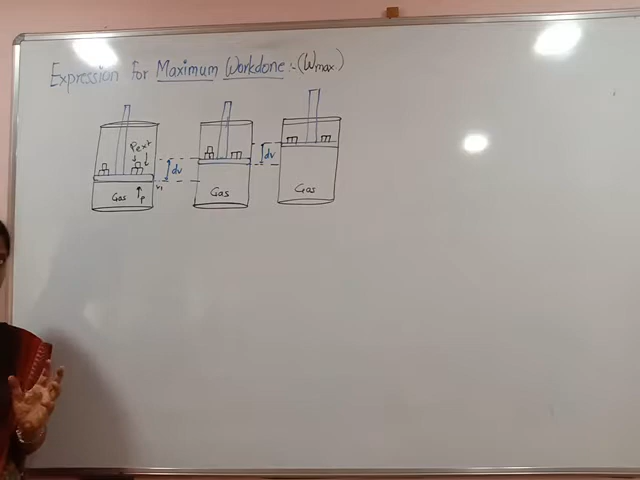 Expression for Maximum Workdone :- (Wmax)
Pext
dv
dv
v1
Gas
P
Gas
Gas